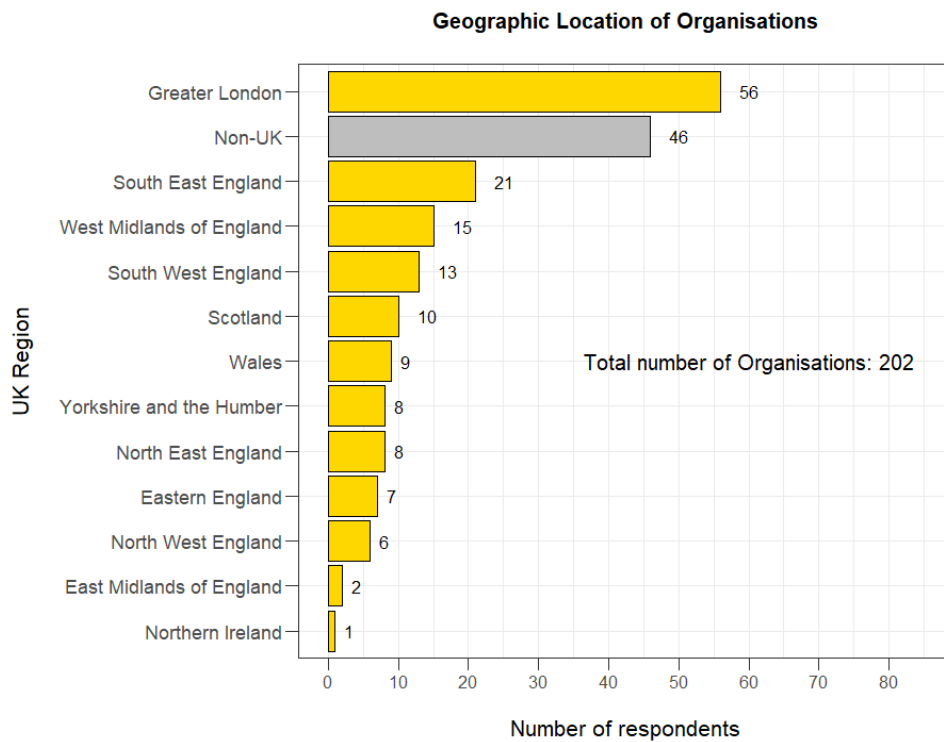 Geographic Location of Organisations
Greater London 56
Non-UK 46
South East England 21
West Midlands of England 15
South West England 13
Scotland 10
Wales 9
Total number of Organisations: 202
Yorkshire and the Humber 8
North East England 8
Eastern England 7
North West England 6
East Midlands of England 2
Northern Ireland 1
UK Region
0 10 20 30 40 50 60 70 80
Number of respondents